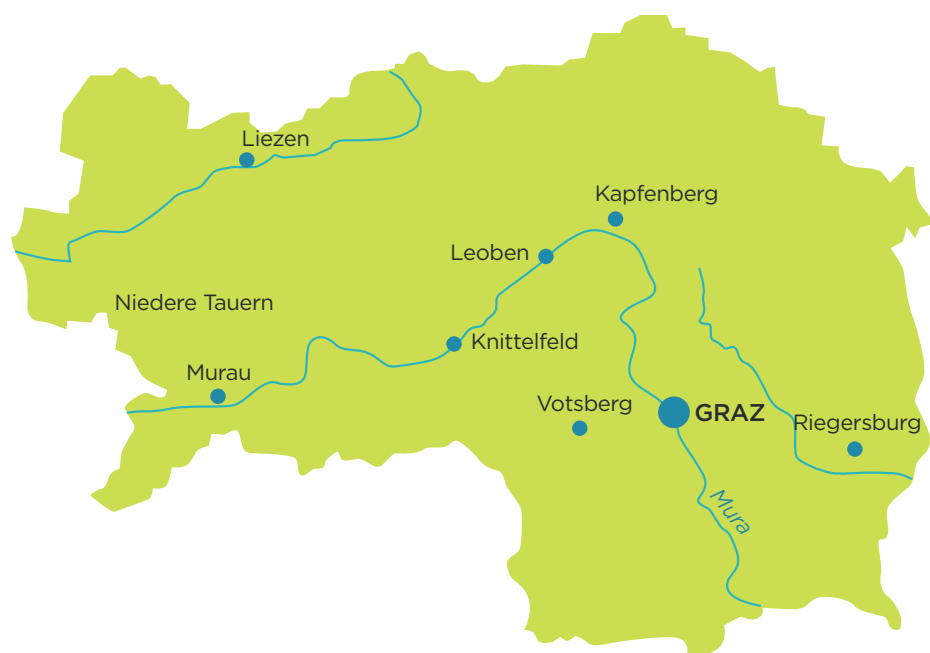 Liezen
Kapfenberg
Leoben
Niedere Tauern
Knittelfeld
Murau
Votsberg
GRAZ
Riegersburg
Mura